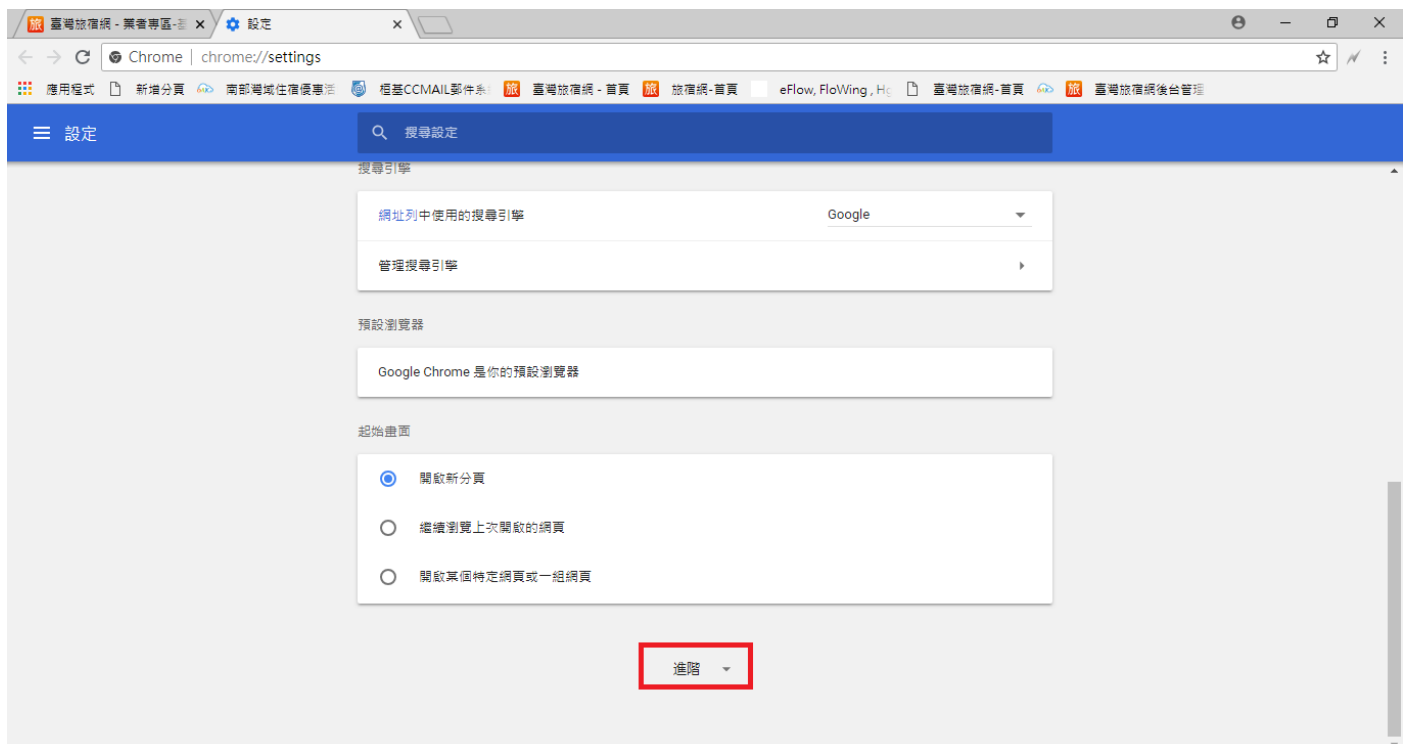 臺灣旅宿網 - 業者專區-
設定
Chrome | chrome://settings
應用程式 新增分頁 南部灣域住宿優惠活 桓基CCMAIL郵件系 臺灣旅宿網 - 首頁 旅宿網-首頁 eFlow, FloWing , Hg 臺灣旅宿網-首頁 臺灣旅宿網後台管理
設定
搜尋設定
搜尋引擎
網址列中使用的搜尋引擎 Google
管理搜尋引擎
預設瀏覽器
Google Chrome 是你的預設瀏覽器
起始畫面
開啟新分頁
繼續瀏覽上次開啟的網頁
開啟某個特定網頁或一組網頁
進階